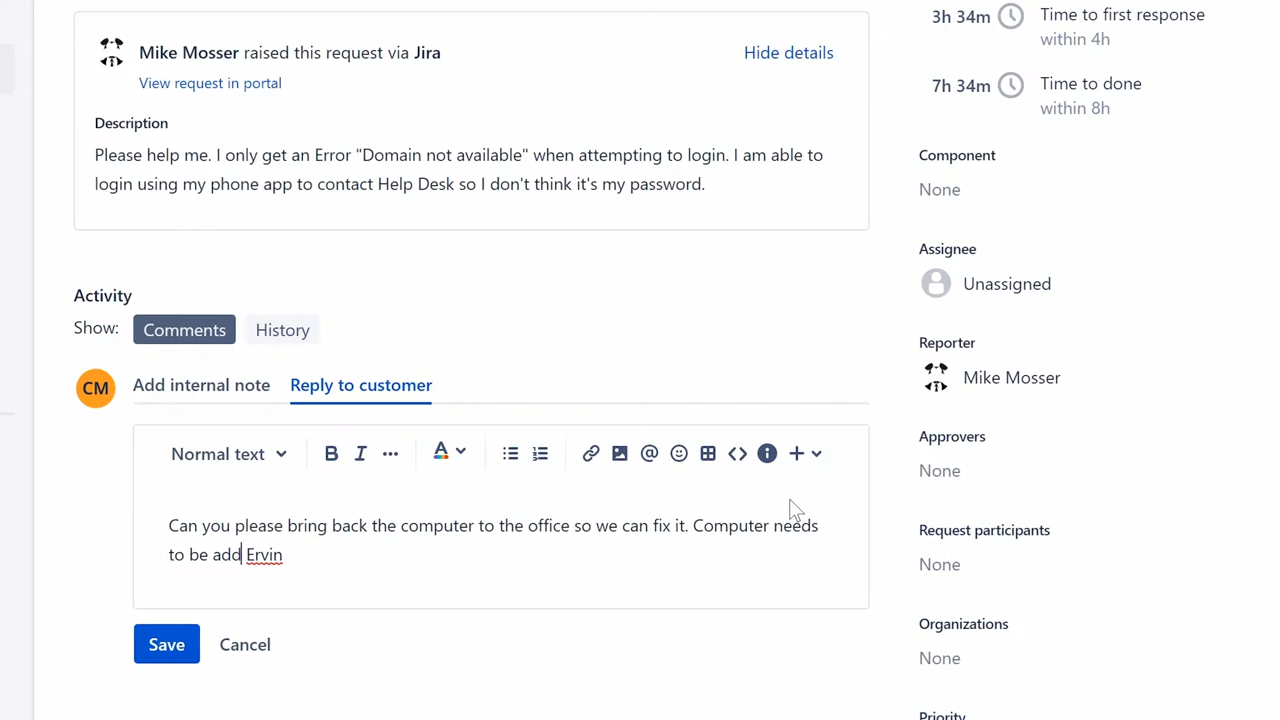 Mike Mosser raised this request via Jira
Hide details
View request in portal
Description
Please help me. I only get an Error "Domain not available" when attempting to login. I am able to
login using my phone app to contact Help Desk so I don't think it's my password.
Activity
Show: Comments History
CM
Add internal note Reply to customer
Normal text
Can you please bring back the computer to the office so we can fix it. Computer needs
to be add Ervin
Save Cancel
3h 34m Time to first response
within 4h
7h 34m Time to done
within 8h
Component
None
Assignee
Unassigned
Reporter
Mike Mosser
Approvers
None
Request participants
None
Organizations
None
Priority